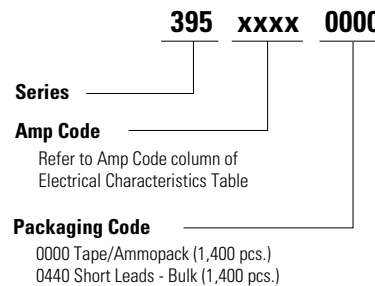 395 xxxx 0000
Series
Amp Code
Refer to Amp Code column of
Electrical Characteristics Table
Packaging Code
0000 Tape/Ammopack (1,400 pcs.)
0440 Short Leads - Bulk (1,400 pcs.)